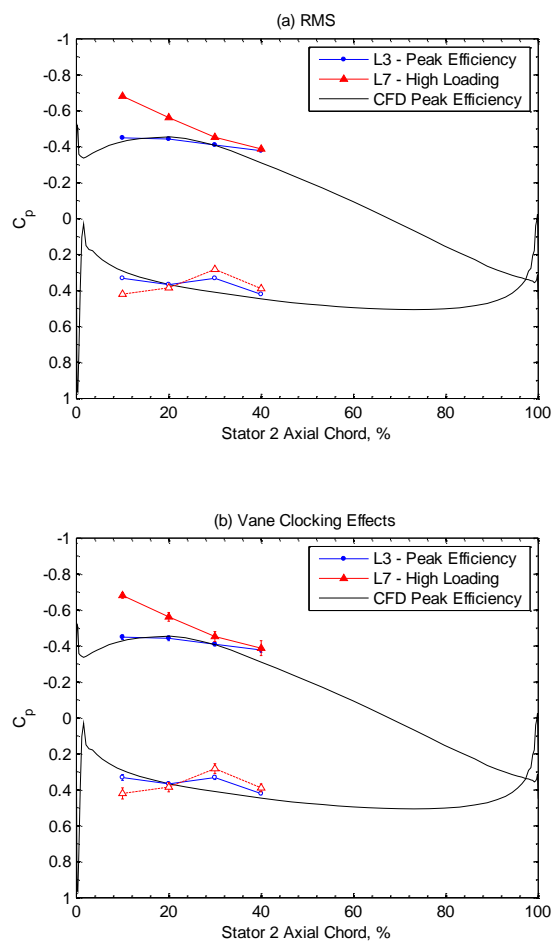 (a) RMS
-1
-0.8
-0.6
-0.4
-0.2
0
0.2
0.4
0.6
0.8
1
Cp
L3 - Peak Efficiency
L7 - High Loading
CFD Peak Efficiency
0 20 40 60 80 100
Stator 2 Axial Chord, %
(b) Vane Clocking Effects
-1
-0.8
-0.6
-0.4
-0.2
0
0.2
0.4
0.6
0.8
1
Cp
L3 - Peak Efficiency
L7 - High Loading
CFD Peak Efficiency
0 20 40 60 80 100
Stator 2 Axial Chord, %